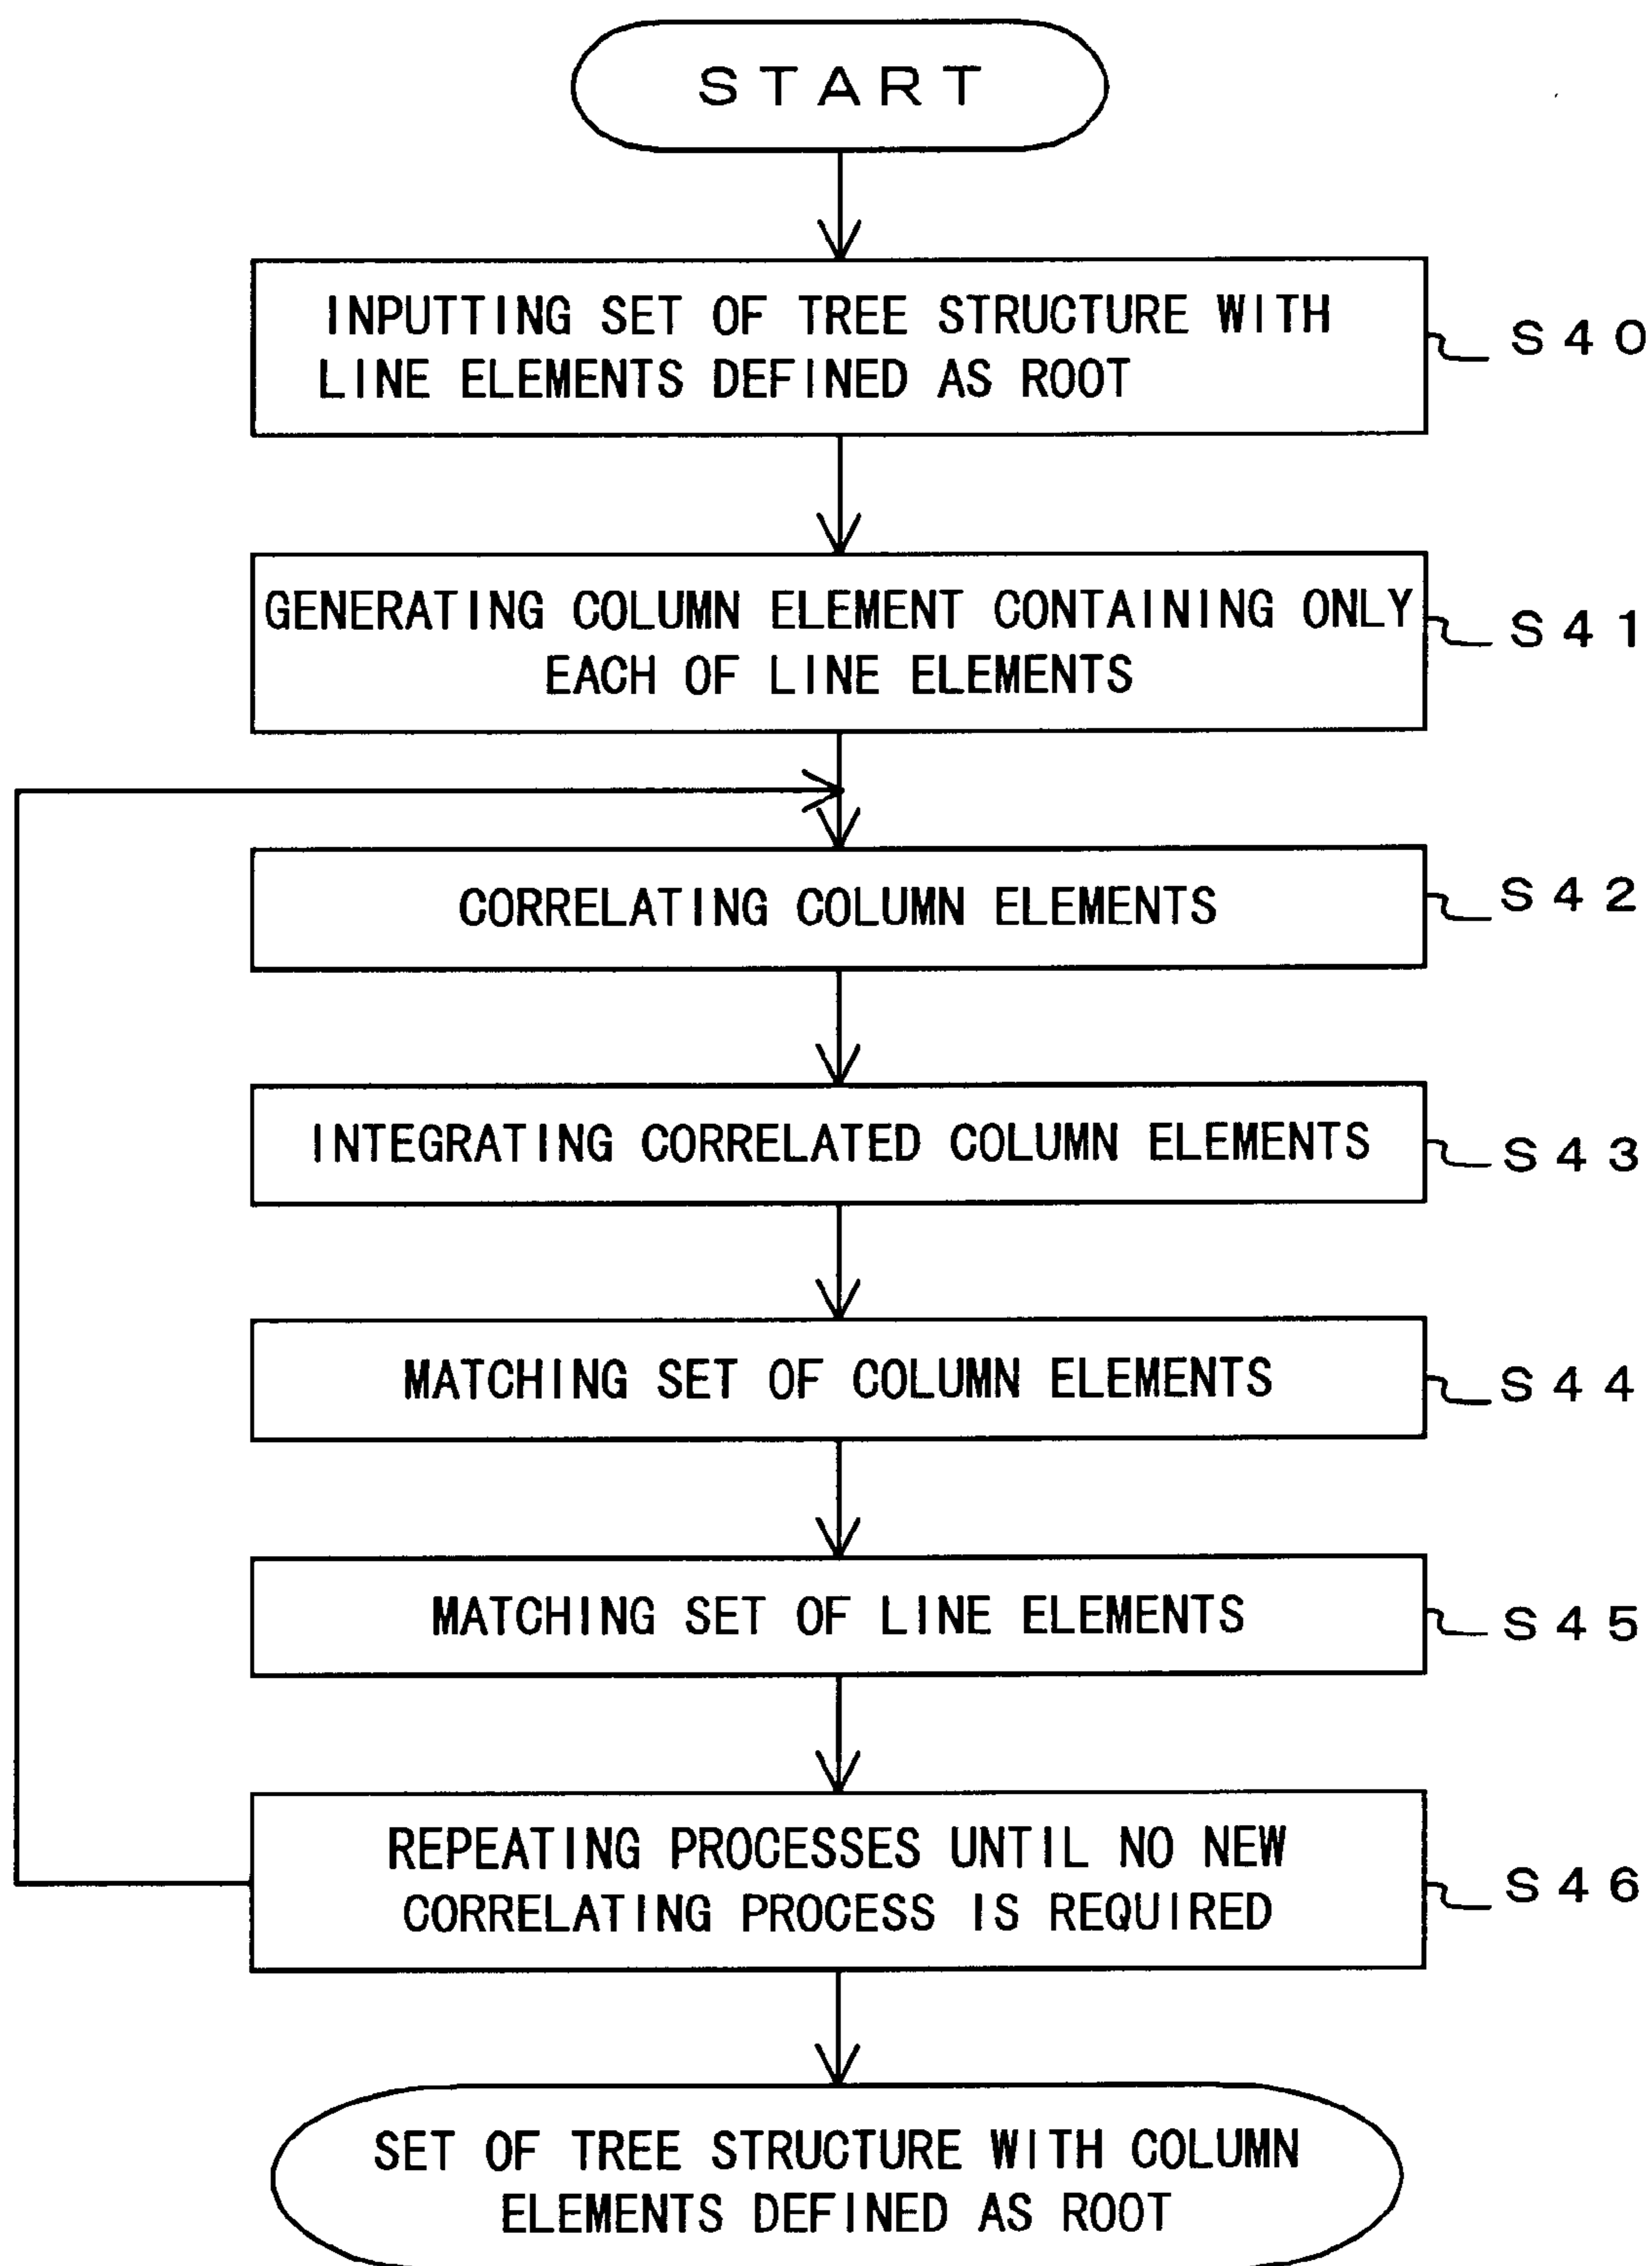 START
INPUTTING SET OF TREE STRUCTURE WITH
LINE ELEMENTS DEFINED AS ROOT
S40
GENERATING COLUMN ELEMENT CONTAINING ONLY
EACH OF LINE ELEMENTS
S41
CORRELATING COLUMN ELEMENTS
S42
INTEGRATING CORRELATED COLUMN ELEMENTS
S43
MATCHING SET OF COLUMN ELEMENTS
S44
MATCHING SET OF LINE ELEMENTS
S45
REPEATING PROCESSES UNTIL NO NEW
CORRELATING PROCESS IS REQUIRED
S46
SET OF TREE STRUCTURE WITH COLUMN
ELEMENTS DEFINED AS ROOT